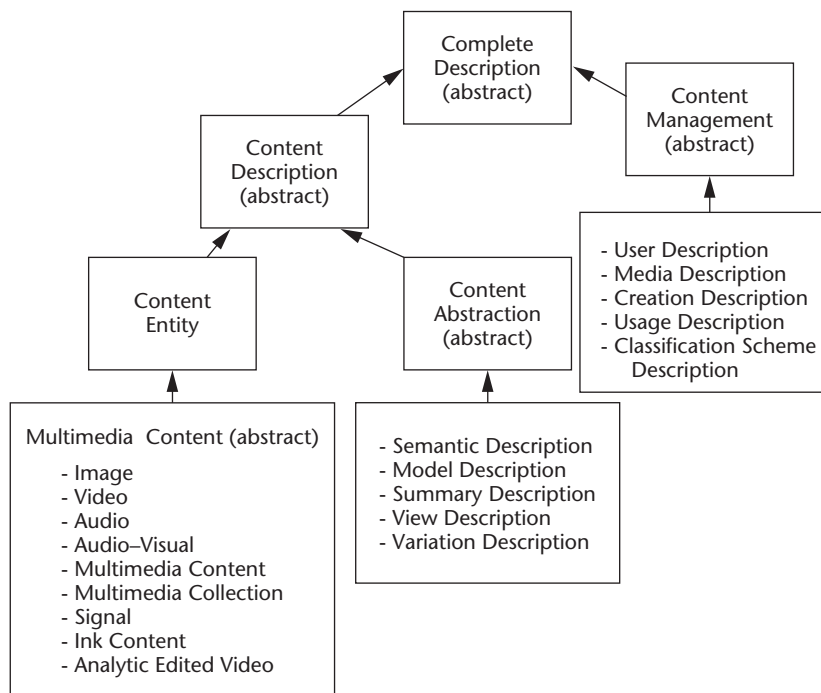 Complete
Description
(abstract)
Content
Management
(abstract)
Content
Description
(abstract)
- User Description
- Media Description
- Creation Description
- Usage Description
- Classification Scheme
Description
Content
Entity
Content
Abstraction
(abstract)
Multimedia Content (abstract)
- Image
- Video
- Audio
- Audio–Visual
- Multimedia Content
- Multimedia Collection
- Signal
- Ink Content
- Analytic Edited Video
- Semantic Description
- Model Description
- Summary Description
- View Description
- Variation Description